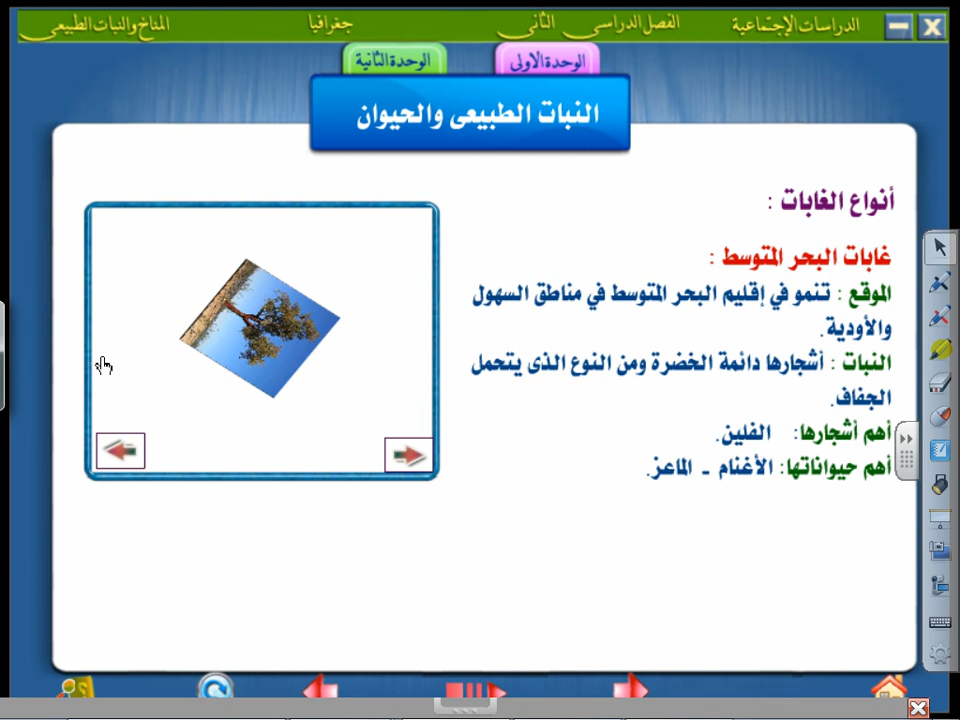 الدراسات الإجتماعية الفصل الدراسى الثانى جغرافيا المناخ والنبات الطبيعى
الوحدة الاولى الوحدة الثانية
النبات الطبيعى والحيوان
أنواع الغابات :
غابات البحر المتوسط :
الموقع : تنمو في إقليم البحر المتوسط في مناطق السهول
والأودية.
النبات : أشجارها دائمة الخضرة ومن النوع الذى يتحمل
الجفاف.
أهم أشجارها: الفلين.
أهم حيواناتها: الأغنام - الماعز.